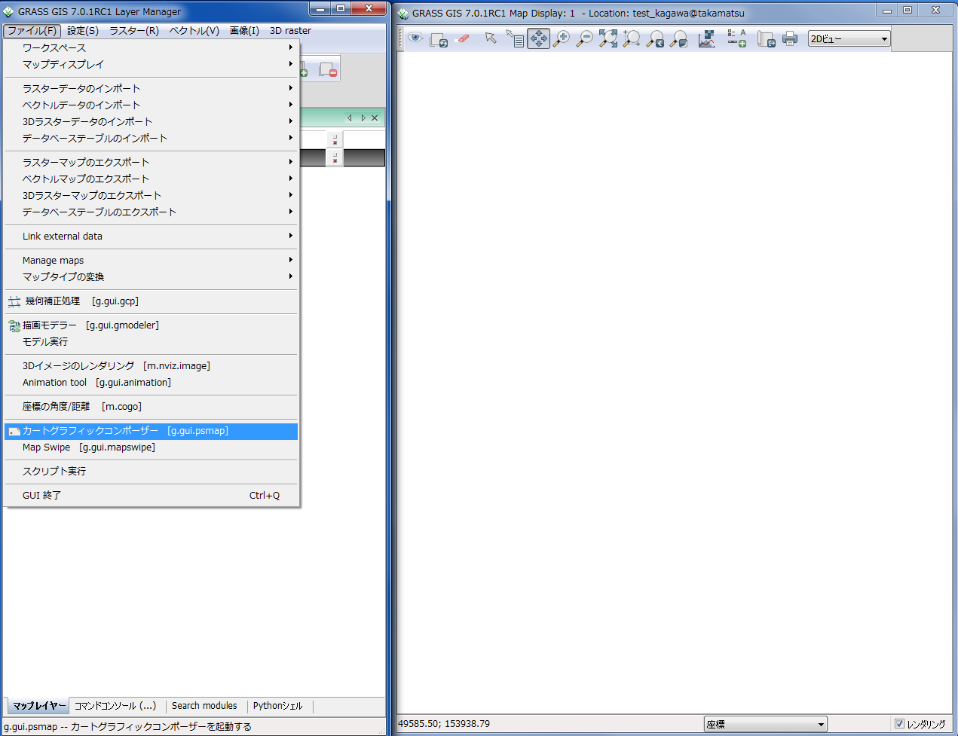 GRASS GIS 7.0.1RC1 Layer Manager
ファイル(F) 設定(S) ラスター(R) ベクトル(V) 画像(I) 3D raster
ワークスペース
マップディスプレイ
ラスターデータのインポート
ベクトルデータのインポート
3Dラスターデータのインポート
データベーステーブルのインポート
ラスターマップのエクスポート
ベクトルマップのエクスポート
3Dラスターマップのエクスポート
データベーステーブルのエクスポート
Link external data
Manage maps
マップタイプの変換
幾何補正処理 [g.gui.gcp]
描画モデラー [g.gui.gmodeler]
モデル実行
3Dイメージのレンダリング [m.nviz.image]
Animation tool [g.gui.animation]
座標の角度/距離 [m.cogo]
カートグラフィックコンポーザー [g.gui.psmap]
Map Swipe [g.gui.mapswipe]
スクリプト実行
GUI 終了 Ctrl+Q
マップレイヤー コマンドコンソール (...) Search modules Pythonシェル
g.gui.psmap -- カートグラフィックコンポーザーを起動する
GRASS GIS 7.0.1RC1 Map Display: 1 - Location: test_kagawa@takamatsu
2Dビュー
49585.50; 153938.79 座標 レンダリング